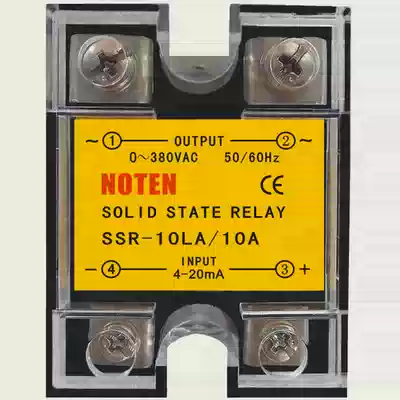 ~ 1 OUTPUT 2 ~
0~380VAC 50/60Hz
NOTEN CE
SOLID STATE RELAY
SSR-10LA/10A
- 4 INPUT 3 +
4-20mA